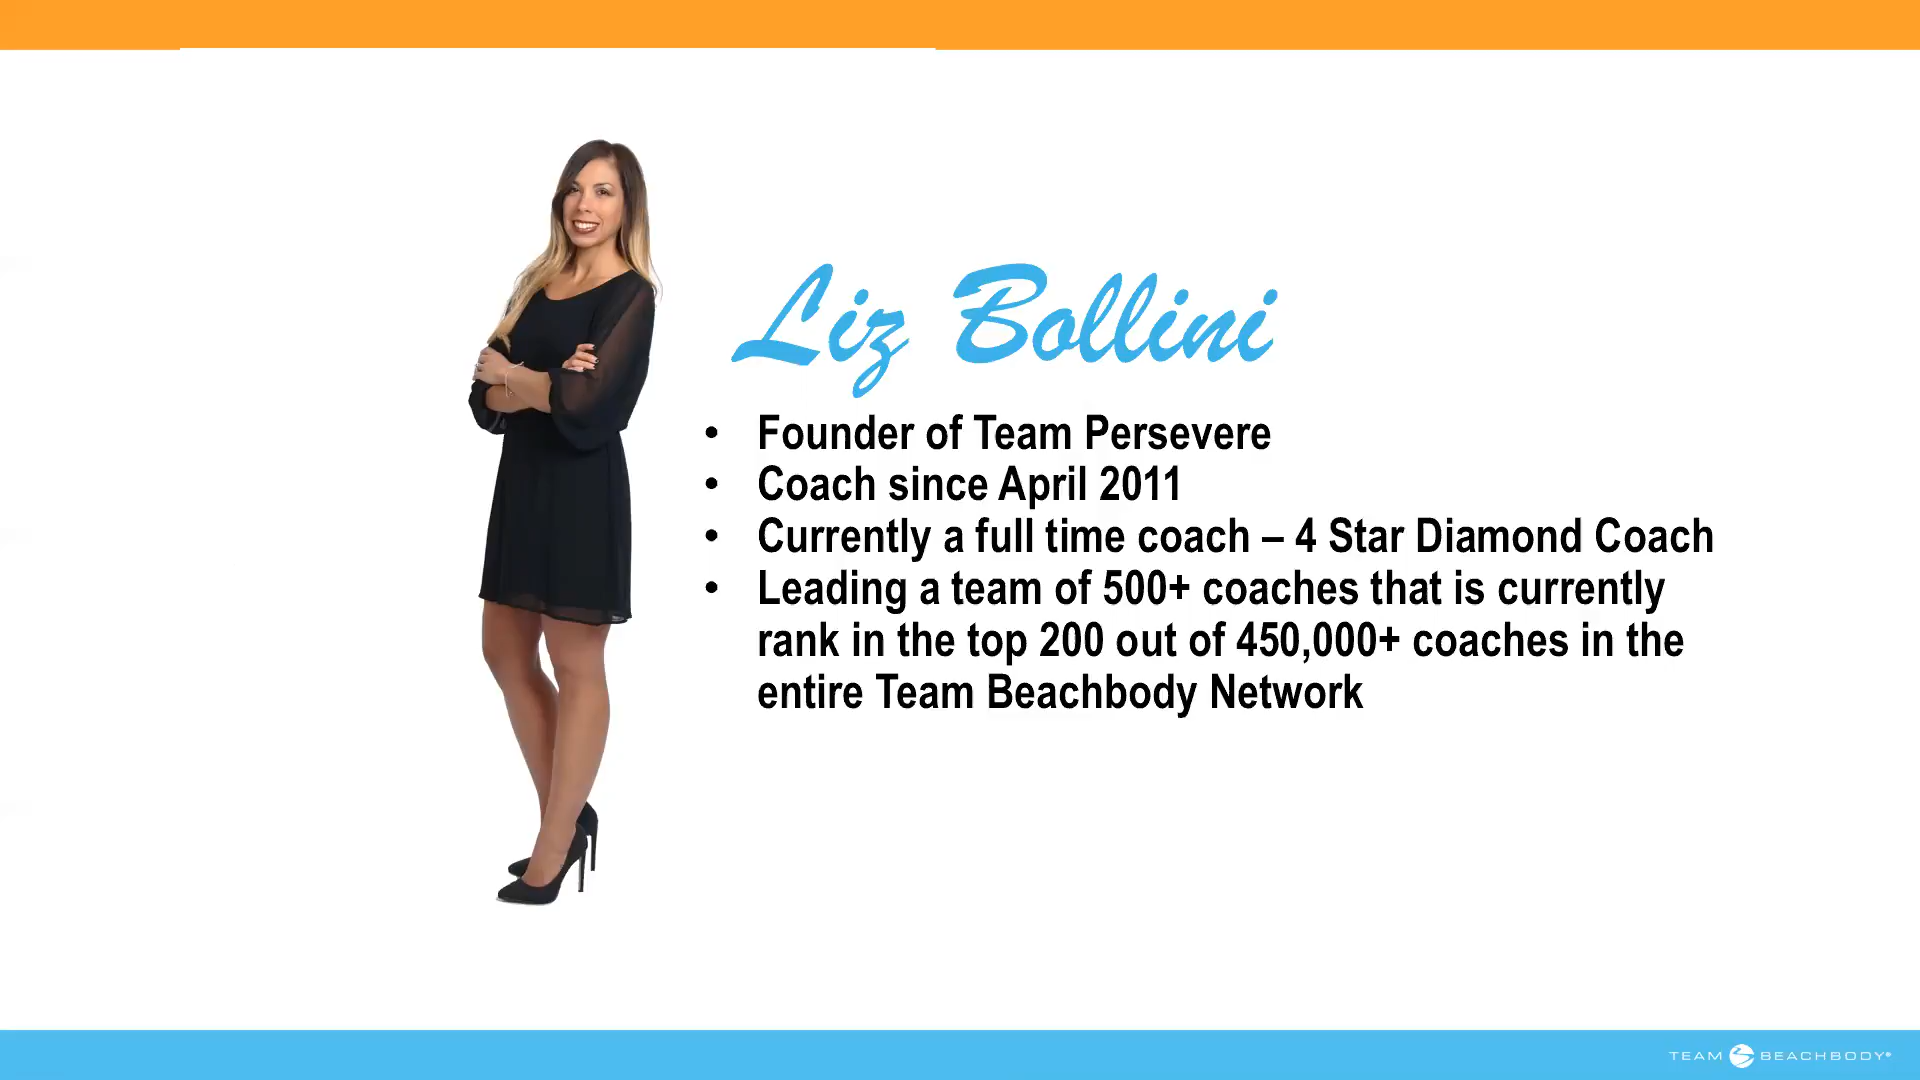 Liz Bollini
• Founder of Team Persevere
• Coach since April 2011
• Currently a full time coach – 4 Star Diamond Coach
• Leading a team of 500+ coaches that is currently
rank in the top 200 out of 450,000+ coaches in the
entire Team Beachbody Network
TEAM BEACHBODY®